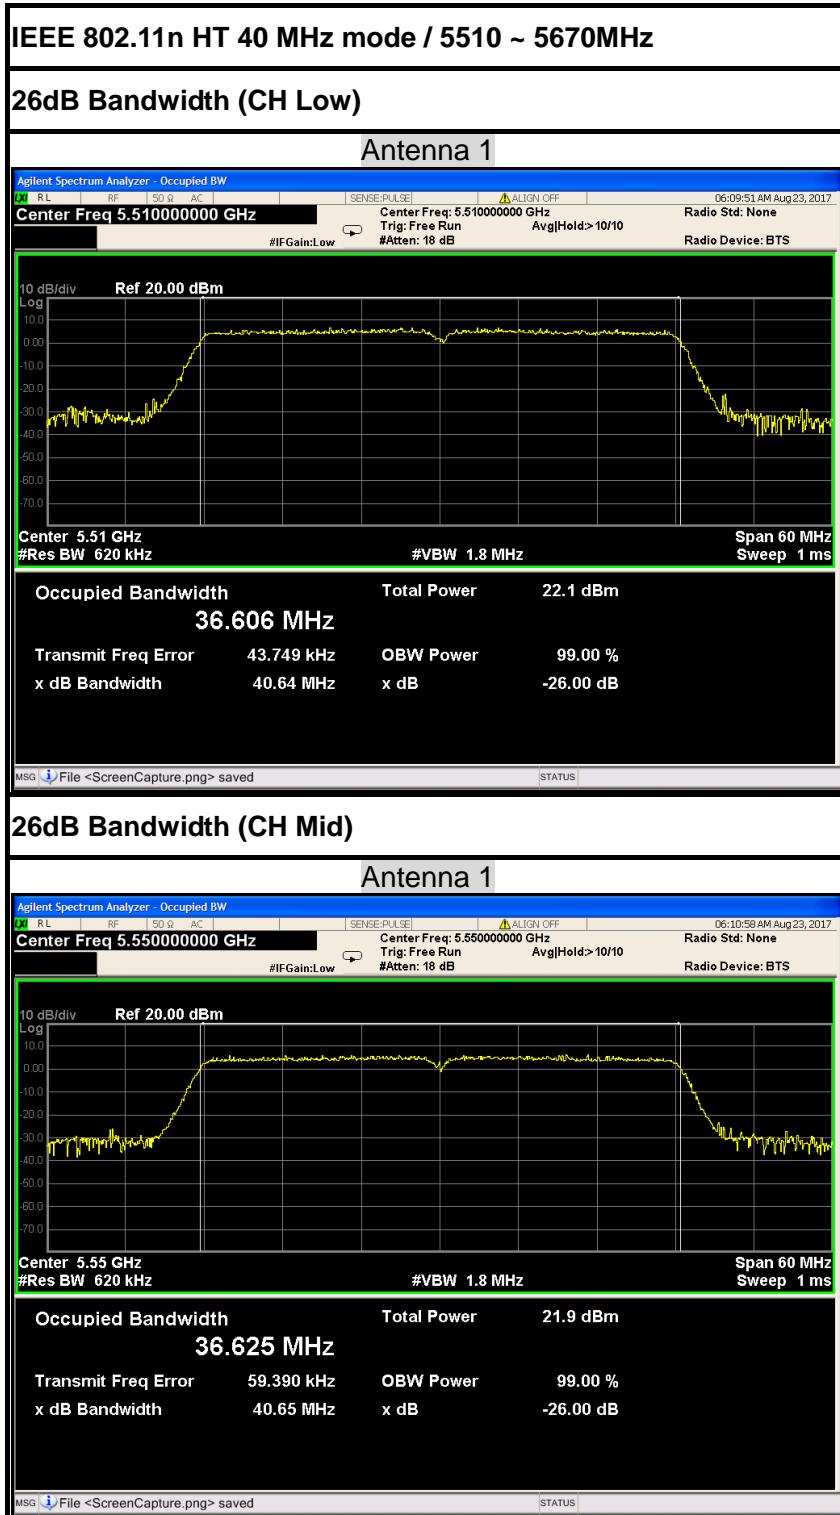 IEEE 802.11n HT 40 MHz mode / 5510 ~ 5670MHz
26dB Bandwidth (CH Low)
Antenna 1
Agilent Spectrum Analyzer - Occupied BW
LXI RL RF 50 Ω AC SENSE:PULSE ALIGN OFF 06:09:51 AM Aug 23, 2017
Center Freq 5.510000000 GHz Center Freq: 5.510000000 GHz Radio Std: None
Trig: Free Run Avg|Hold:> 10/10
#IFGain:Low #Atten: 18 dB Radio Device: BTS
10 dB/div Ref 20.00 dBm
Log
10.0
0.00
-10.0
-20.0
-30.0
-40.0
-50.0
-60.0
-70.0
Center 5.51 GHz Span 60 MHz
#Res BW 620 kHz #VBW 1.8 MHz Sweep 1 ms
Occupied Bandwidth Total Power 22.1 dBm
36.606 MHz
Transmit Freq Error 43.749 kHz OBW Power 99.00 %
x dB Bandwidth 40.64 MHz x dB -26.00 dB
MSG File <ScreenCapture.png> saved STATUS
26dB Bandwidth (CH Mid)
Antenna 1
Agilent Spectrum Analyzer - Occupied BW
LXI RL RF 50 Ω AC SENSE:PULSE ALIGN OFF 06:10:58 AM Aug 23, 2017
Center Freq 5.550000000 GHz Center Freq: 5.550000000 GHz Radio Std: None
Trig: Free Run Avg|Hold:> 10/10
#IFGain:Low #Atten: 18 dB Radio Device: BTS
10 dB/div Ref 20.00 dBm
Log
10.0
0.00
-10.0
-20.0
-30.0
-40.0
-50.0
-60.0
-70.0
Center 5.55 GHz Span 60 MHz
#Res BW 620 kHz #VBW 1.8 MHz Sweep 1 ms
Occupied Bandwidth Total Power 21.9 dBm
36.625 MHz
Transmit Freq Error 59.390 kHz OBW Power 99.00 %
x dB Bandwidth 40.65 MHz x dB -26.00 dB
MSG File <ScreenCapture.png> saved STATUS